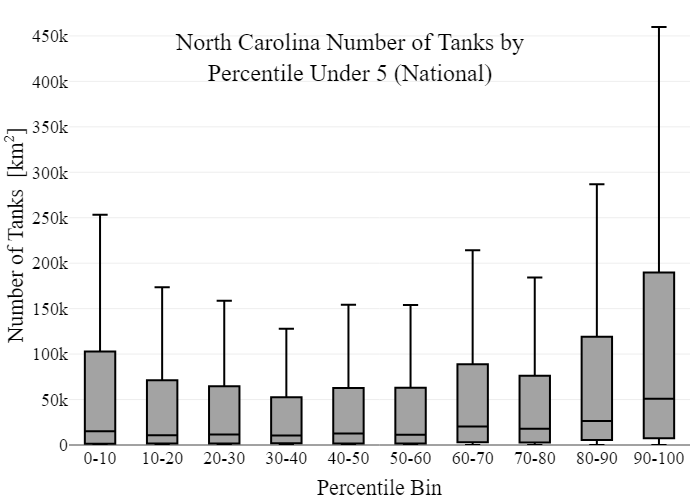 North Carolina Number of Tanks by
Percentile Under 5 (National)
Number of Tanks [km²]
450k
400k
350k
300k
250k
200k
150k
100k
50k
0
0-10 10-20 20-30 30-40 40-50 50-60 60-70 70-80 80-90 90-100
Percentile Bin